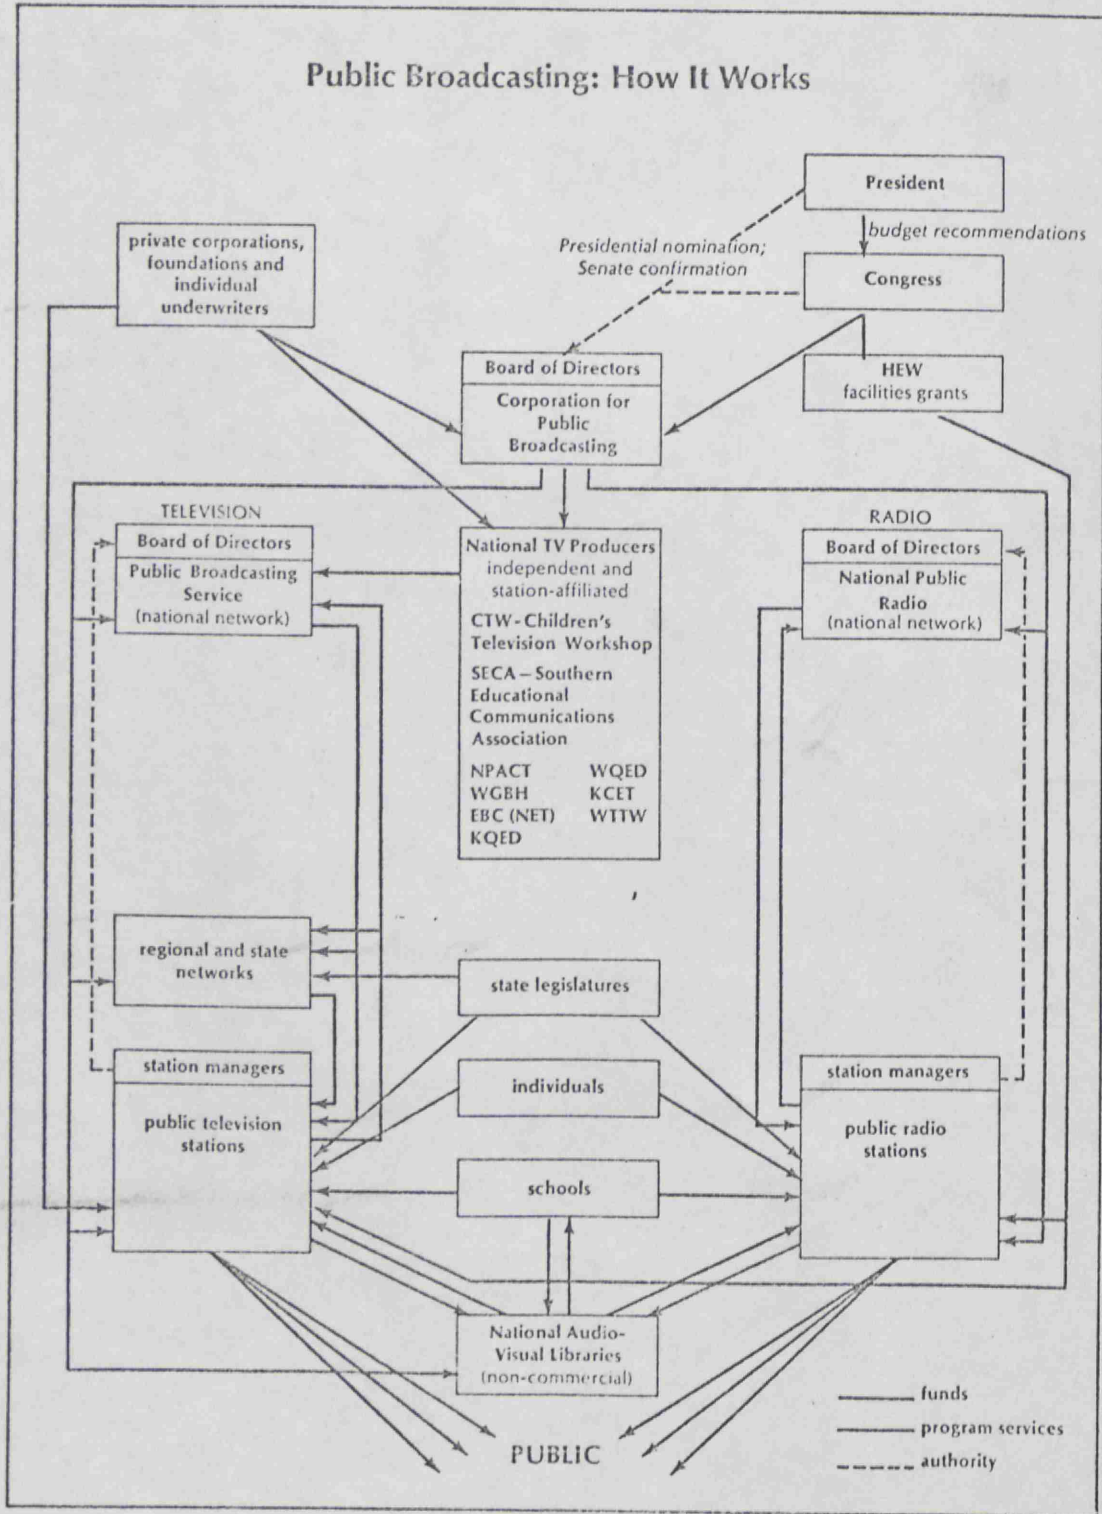 Public Broadcasting: How It Works
President
budget recommendations
Presidential nomination;
Senate confirmation
Congress
private corporations,
foundations and
individual
underwriters
HEW
facilities grants
Board of Directors
Corporation for
Public
Broadcasting
TELEVISION
Board of Directors
Public Broadcasting
Service
(national network)
National TV Producers
independent and
station-affiliated
CTW-Children's
Television Workshop
SECA – Southern
Educational
Communications
Association
NPACT WQED
WGBH KCET
EBC (NET) WTTW
KQED
RADIO
Board of Directors
National Public
Radio
(national network)
regional and state
networks
state legislatures
station managers
public television
stations
individuals
schools
station managers
public radio
stations
National Audio-
Visual Libraries
(non-commercial)
PUBLIC
funds
program services
authority